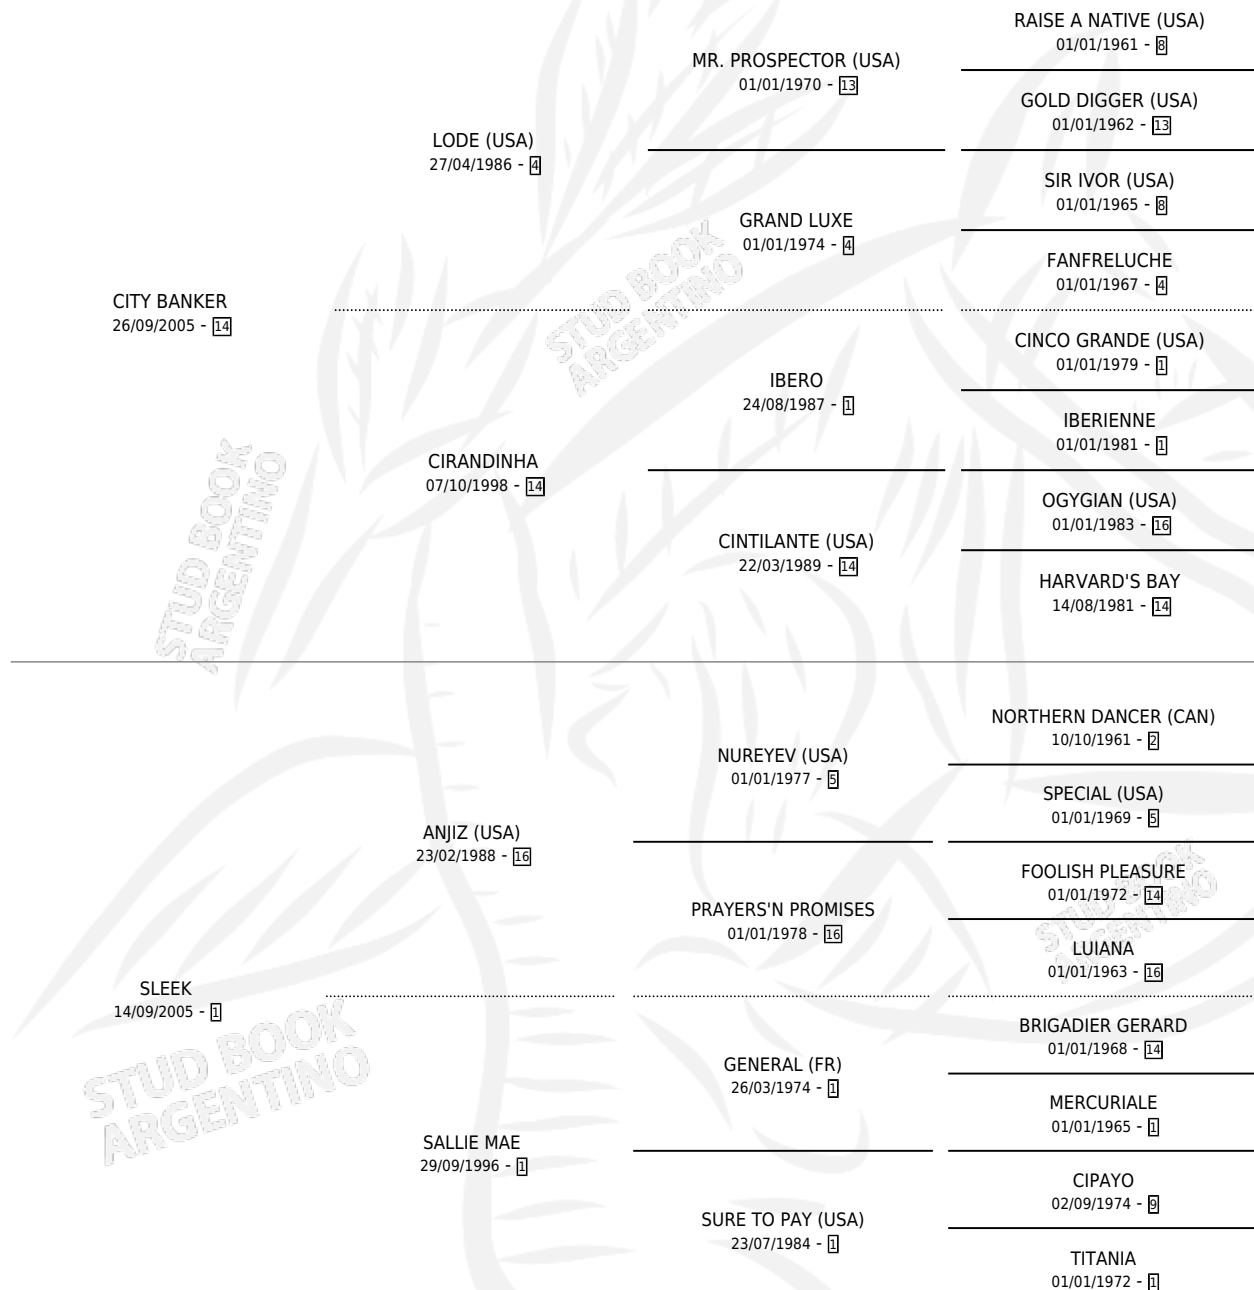 RAISE A NATIVE (USA)
01/01/1961 - 8
MR. PROSPECTOR (USA)
01/01/1970 - 13
GOLD DIGGER (USA)
01/01/1962 - 13
LODE (USA)
27/04/1986 - 4
SIR IVOR (USA)
01/01/1965 - 8
GRAND LUXE
01/01/1974 - 4
FANFRELUCHE
01/01/1967 - 4
CITY BANKER
26/09/2005 - 14
CINCO GRANDE (USA)
01/01/1979 - 1
IBERO
24/08/1987 - 1
IBERIENNE
01/01/1981 - 1
CIRANDINHA
07/10/1998 - 14
OGYGIAN (USA)
01/01/1983 - 16
CINTILANTE (USA)
22/03/1989 - 14
HARVARD'S BAY
14/08/1981 - 14
NORTHERN DANCER (CAN)
10/10/1961 - 2
NUREYEV (USA)
01/01/1977 - 5
SPECIAL (USA)
01/01/1969 - 5
ANJIZ (USA)
23/02/1988 - 16
FOOLISH PLEASURE
01/01/1972 - 14
PRAYERS'N PROMISES
01/01/1978 - 16
LUIANA
01/01/1963 - 16
SLEEK
14/09/2005 - 1
BRIGADIER GERARD
01/01/1968 - 14
GENERAL (FR)
26/03/1974 - 1
MERCURIALE
01/01/1965 - 1
SALLIE MAE
29/09/1996 - 1
CIPAYO
02/09/1974 - 9
SURE TO PAY (USA)
23/07/1984 - 1
TITANIA
01/01/1972 - 1
STUD BOOK
ARGENTINO
STUD BOOK
ARGENTINO
STUD BOOK
ARGENTINO
STUD BOOK
ARGENTINO